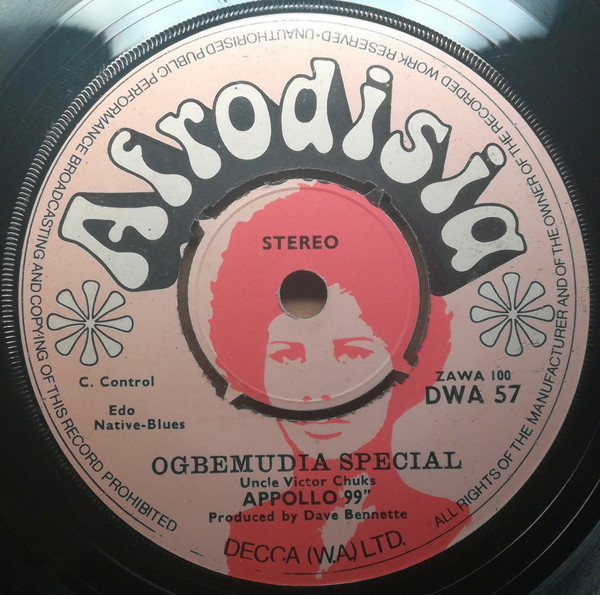 ALL RIGHTS OF THE MANUFACTURER AND OF THE OWNER OF THE RECORDED WORK RESERVED · UNAUTHORISED PUBLIC PERFORMANCE BROADCASTING AND COPYING OF THIS RECORD PROHIBITED
Afrodisia
STEREO
C. Control
Edo
Native-Blues
ZAWA 100
DWA 57
OGBEMUDIA SPECIAL
Uncle Victor Chuks
APPOLLO 99"
Produced by Dave Bennette
DECCA (W.A.) LTD.